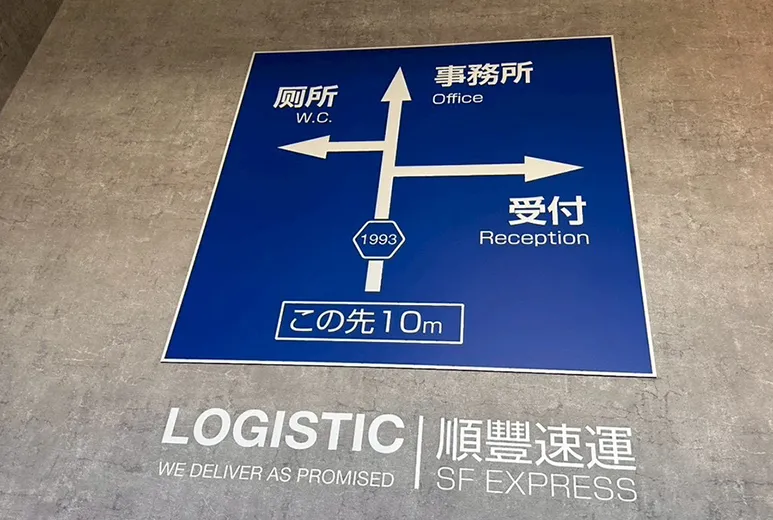 厕所
W.C.
事務所
Office
受付
Reception
1993
この先10m
LOGISTIC
WE DELIVER AS PROMISED
順豐速運
SF EXPRESS